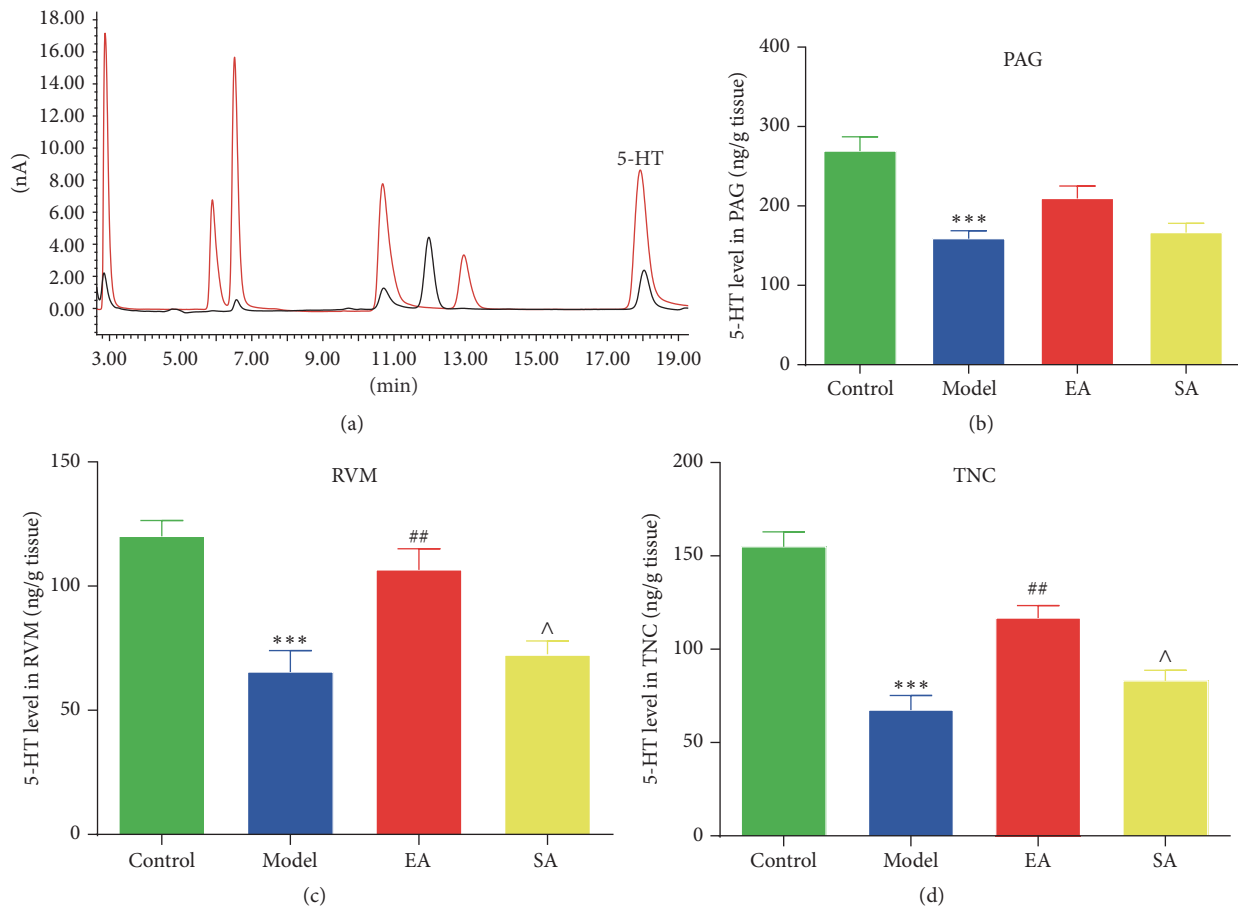 18.00
16.00
14.00
12.00
10.00
8.00
6.00
4.00
2.00
0.00
(nA)
5-HT
3.00 5.00 7.00 9.00 11.00 13.00 15.00 17.00 19.00
(min)
(a)
PAG
400
300
200
100
0
5-HT level in PAG (ng/g tissue)
***
Control Model EA SA
(b)
RVM
150
100
50
0
5-HT level in RVM (ng/g tissue)
***
##
^
Control Model EA SA
(c)
TNC
200
150
100
50
0
5-HT level in TNC (ng/g tissue)
***
##
^
Control Model EA SA
(d)